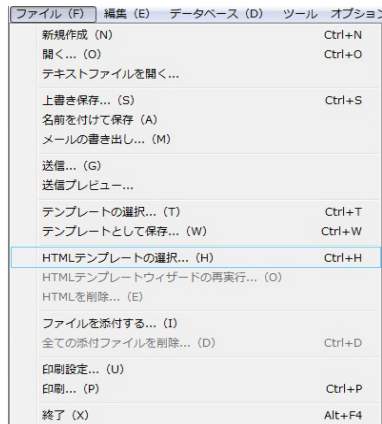 ファイル（F） 編集（E） データベース（D） ツール オプション
新規作成（N） Ctrl+N
開く...（O） Ctrl+O
テキストファイルを開く...
上書き保存...（S） Ctrl+S
名前を付けて保存（A）
メールの書き出し...（M）
送信...（G）
送信プレビュー...
テンプレートの選択...（T） Ctrl+T
テンプレートとして保存...（W） Ctrl+W
HTMLテンプレートの選択...（H） Ctrl+H
HTMLテンプレートウィザードの再実行...（O）
HTMLを削除...（E）
ファイルを添付する...（I）
全ての添付ファイルを削除...（D） Ctrl+D
印刷設定...（U）
印刷...（P） Ctrl+P
終了（X） Alt+F4